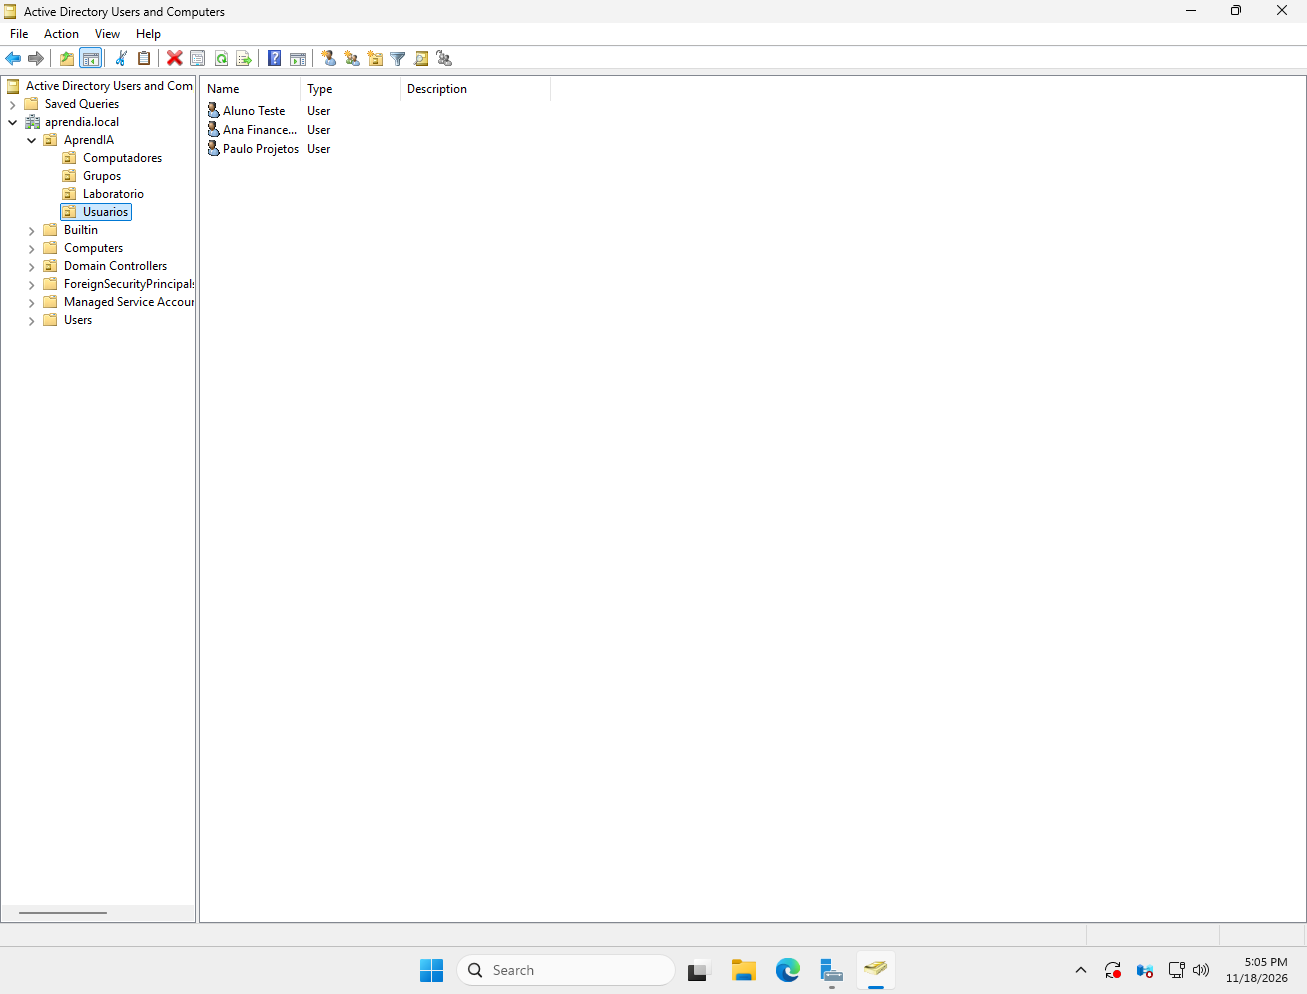 Active Directory Users and Computers
File Action View Help
Active Directory Users and Com
Saved Queries
aprendia.local
AprendIA
Computadores
Grupos
Laboratorio
Usuarios
Builtin
Computers
Domain Controllers
ForeignSecurityPrincipals
Managed Service Accoun
Users
Name Type Description
Aluno Teste User
Ana Finance... User
Paulo Projetos User
Search
5:05 PM
11/18/2026